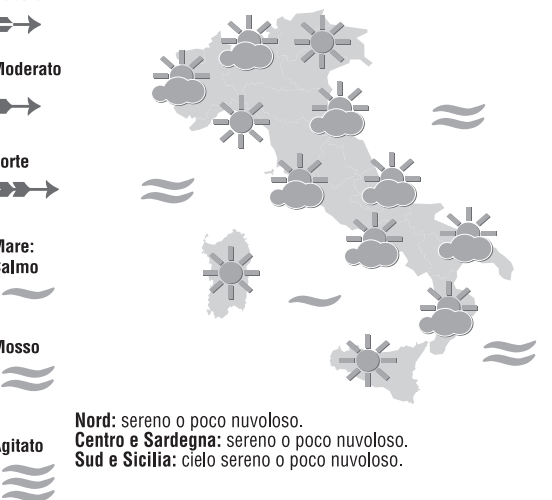 Moderato
Forte
Mare:
Calmo
Mosso
Agitato
Nord: sereno o poco nuvoloso.
Centro e Sardegna: sereno o poco nuvoloso.
Sud e Sicilia: cielo sereno o poco nuvoloso.